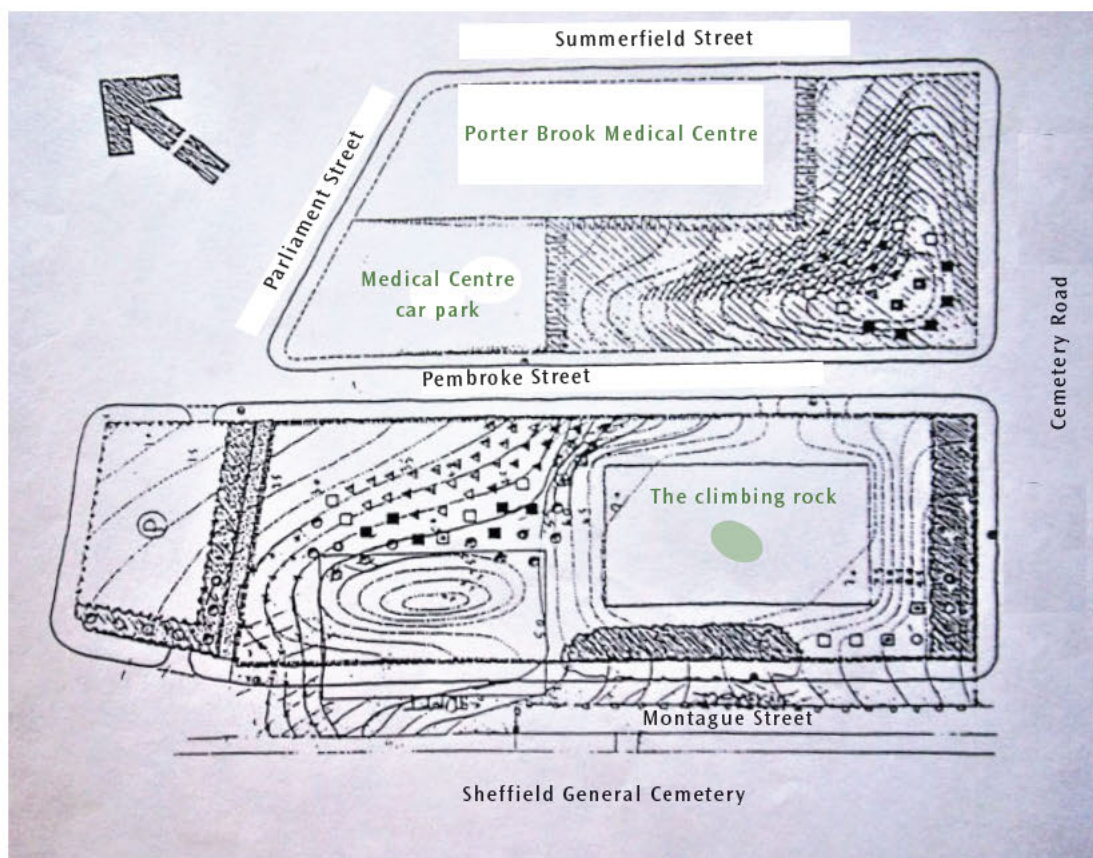 Summerfield Street
Porter Brook Medical Centre
Parliament Street
Medical Centre
car park
Cemetery Road
Pembroke Street
The climbing rock
P
Montague Street
Sheffield General Cemetery